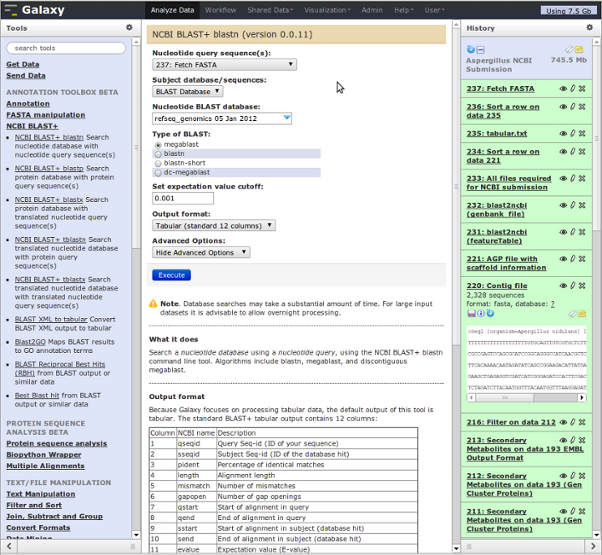 Galaxy
Analyze Data Workflow Shared Data Visualization Admin Help User
Using 7.5 Gb
Tools
search tools
Get Data
Send Data
ANNOTATION TOOLBOX BETA
Annotation
FASTA manipulation
NCBI BLAST+
NCBI BLAST+ blastn Search
nucleotide database with
nucleotide query sequence(s)
NCBI BLAST+ blastp Search
protein database with protein
query sequence(s)
NCBI BLAST+ blastx Search
protein database with
translated nucleotide query
sequence(s)
NCBI BLAST+ tblastn Search
translated nucleotide database
with protein query
sequence(s)
NCBI BLAST+ tblastx Search
translated nucleotide database
with translated nucleotide
query sequence(s)
BLAST XML to tabular Convert
BLAST XML output to tabular
Blast2GO Maps BLAST results
to GO annotation terms
BLAST Reciprocal Best Hits
(RBH) from BLAST output or
similar data
Best Blast hit from BLAST
output or similar data
PROTEIN SEQUENCE
ANALYSIS BETA
Protein sequence analysis
Biopython Wrapper
Multiple Alignments
TEXT/FILE MANIPULATION
Text Manipulation
Filter and Sort
Join, Subtract and Group
Convert Formats
Data Mining
NCBI BLAST+ blastn (version 0.0.11)
Nucleotide query sequence(s):
237: Fetch FASTA
Subject database/sequences:
BLAST Database
Nucleotide BLAST database:
refseq_genomics 05 Jan 2012
Type of BLAST:
megablast
blastn
blastn-short
dc-megablast
Set expectation value cutoff:
0.001
Output format:
Tabular (standard 12 columns)
Advanced Options:
Hide Advanced Options
Execute
Note. Database searches may take a substantial amount of time. For large input
datasets it is advisable to allow overnight processing.
What it does
Search a nucleotide database using a nucleotide query, using the NCBI BLAST+ blastn
command line tool. Algorithms include blastn, megablast, and discontiguous
megablast.
Output format
Because Galaxy focuses on processing tabular data, the default output of this tool is
tabular. The standard BLAST+ tabular output contains 12 columns:
Column NCBI name Description
1 qseqid Query Seq-id (ID of your sequence)
2 sseqid Subject Seq-id (ID of the database hit)
3 pident Percentage of identical matches
4 length Alignment length
5 mismatch Number of mismatches
6 gapopen Number of gap openings
7 qstart Start of alignment in query
8 qend End of alignment in query
9 sstart Start of alignment in subject (database hit)
10 send End of alignment in subject (database hit)
11 evalue Expectation value (E-value)
History
Aspergillus NCBI
Submission
745.5 Mb
237: Fetch FASTA
236: Sort a row on
data 235
235: tabular.txt
234: Sort a row on
data 221
233: All files required
for NCBI submission
232: blast2ncbi
(genbank_file)
231: blast2ncbi
(featureTable)
221: AGP file with
scaffold information
220: Contig file
2,328 sequences
format: fasta, database: ?
>Seq1 [organism=Aspergillus nidulans]
216: Filter on data 212
213: Secondary
Metabolites on data 193 EMBL
Output Format
212: Secondary
Metabolites on data 193 (Gen
Cluster Proteins)
211: Secondary
Metabolites on data 193 (Gen
Cluster Proteins)